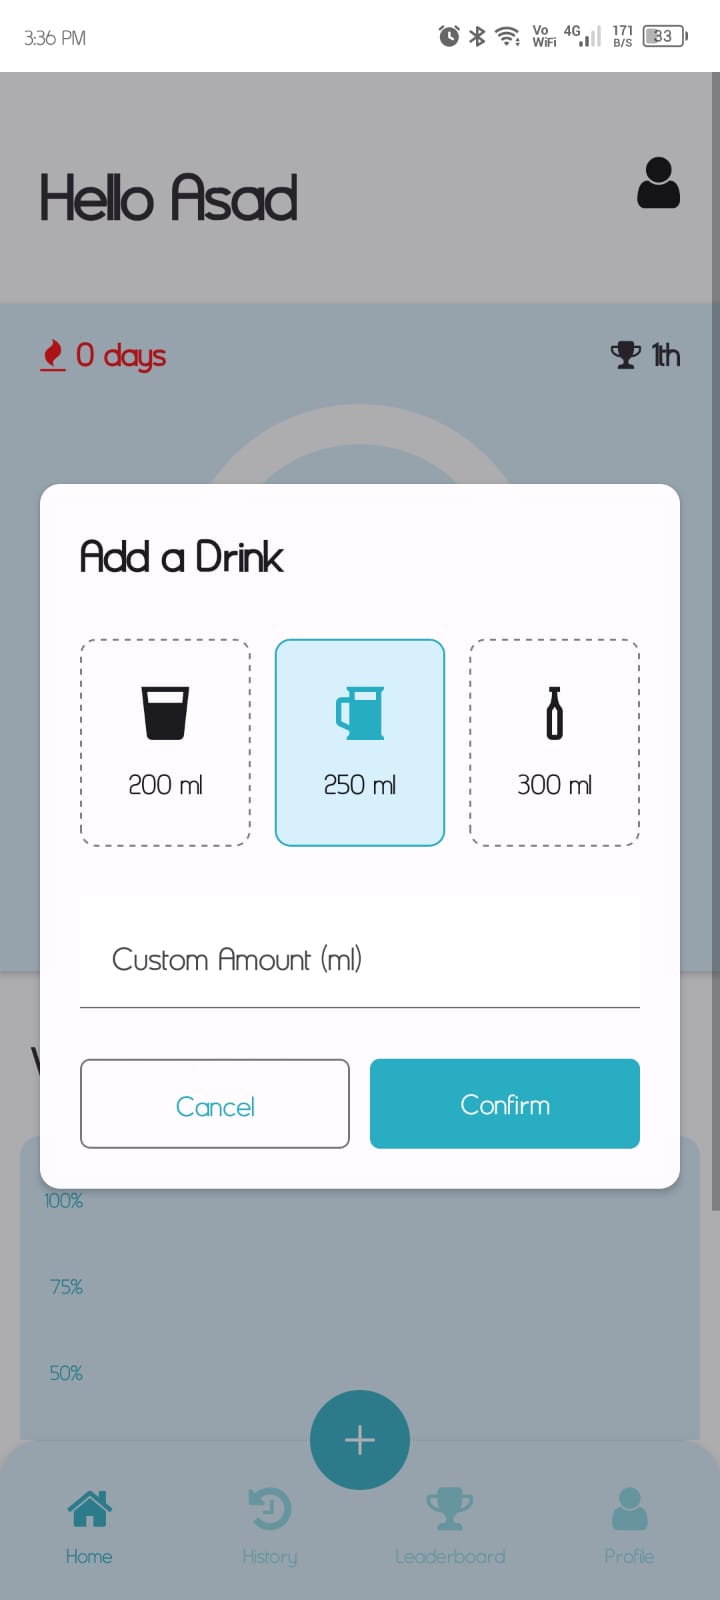 3:36 PM Vo WiFi 4G 171 B/S 33
Hello Asad
0 days 1th
Add a Drink
200 ml 250 ml 300 ml
Custom Amount (ml)
Cancel Confirm
100%
75%
50%
Home History Leaderboard Profile